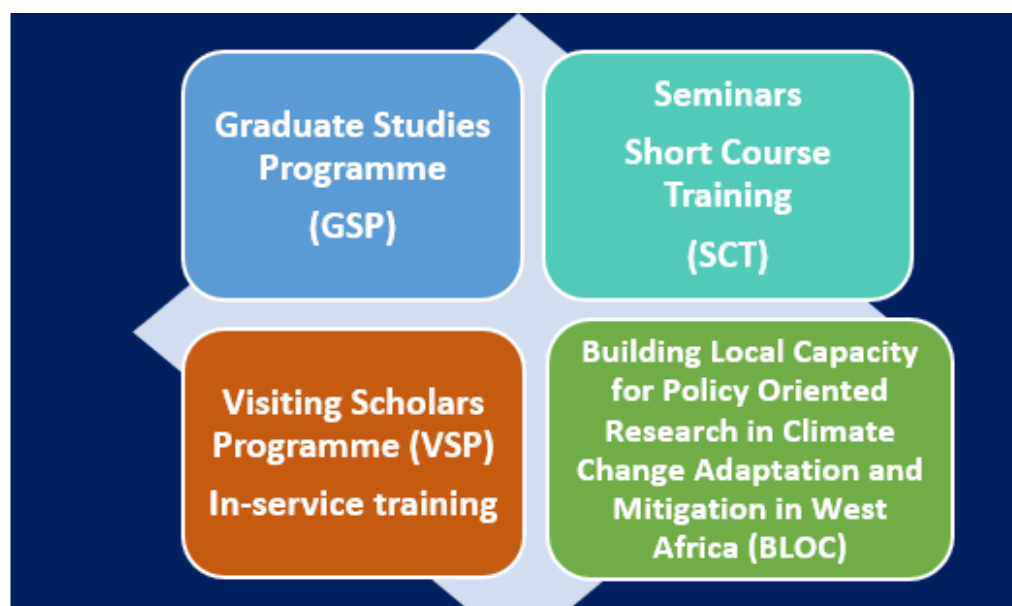 Graduate Studies
Programme
(GSP)
Seminars
Short Course
Training
(SCT)
Visiting Scholars
Programme (VSP)
In-service training
Building Local Capacity
for Policy Oriented
Research in Climate
Change Adaptation and
Mitigation in West
Africa (BLOC)